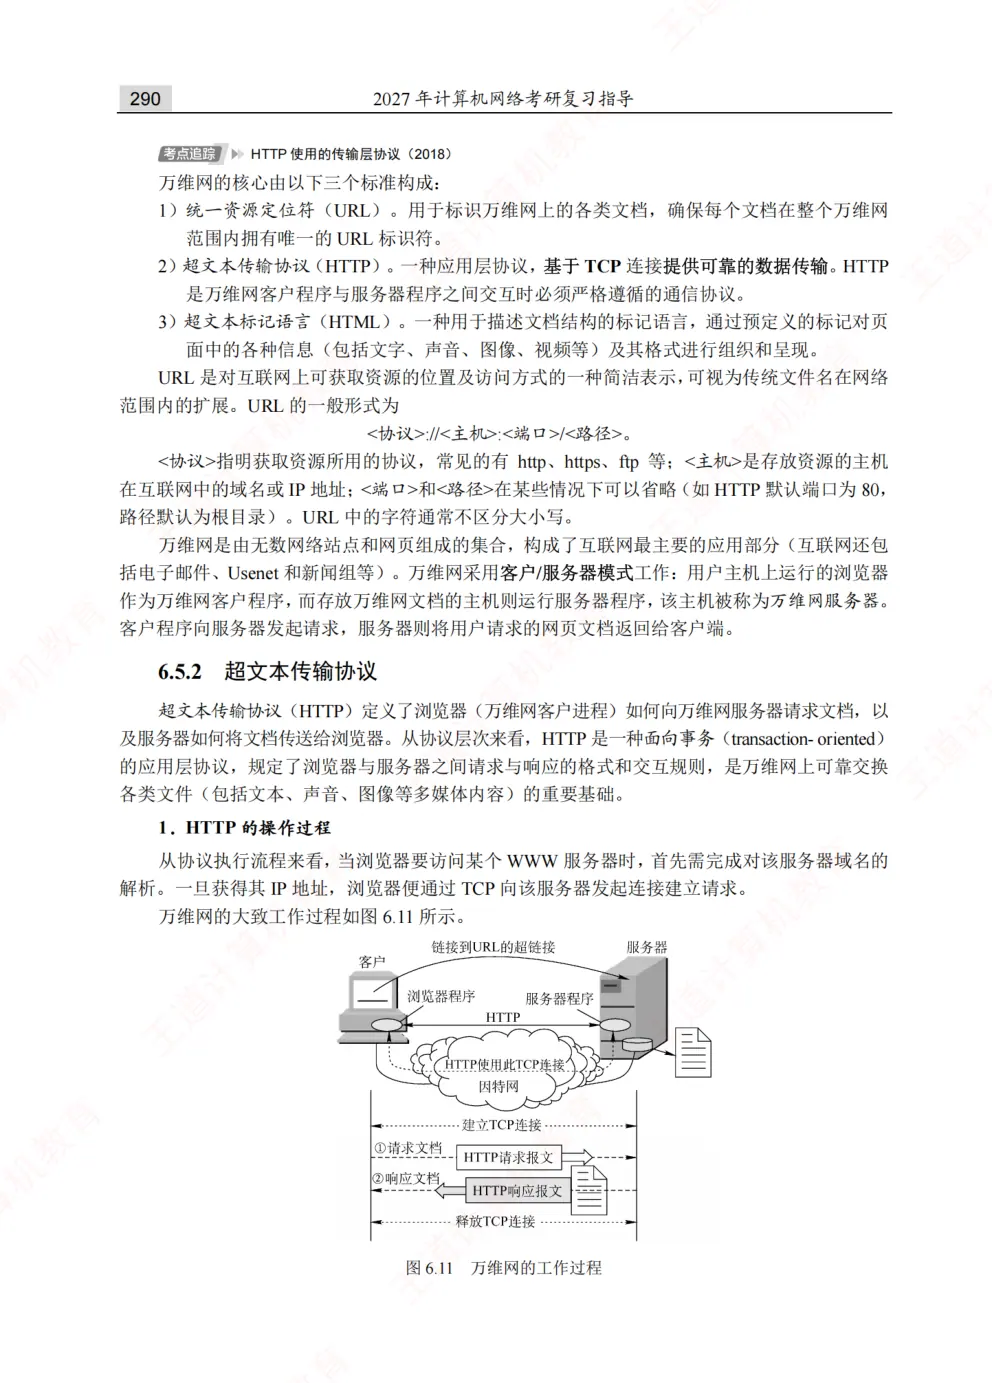 290
2027 年计算机网络考研复习指导
考点追踪 HTTP 使用的传输层协议（2018）
万维网的核心由以下三个标准构成：
1）统一资源定位符（URL）。用于标识万维网上的各类文档，确保每个文档在整个万维网
范围内拥有唯一的 URL 标识符。
2）超文本传输协议（HTTP）。一种应用层协议，基于 TCP 连接提供可靠的数据传输。HTTP
是万维网客户程序与服务器程序之间交互时必须严格遵循的通信协议。
3）超文本标记语言（HTML）。一种用于描述文档结构的标记语言，通过预定义的标记对页
面中的各种信息（包括文字、声音、图像、视频等）及其格式进行组织和呈现。
URL 是对互联网上可获取资源的位置及访问方式的一种简洁表示，可视为传统文件名在网络
范围内的扩展。URL 的一般形式为
<协议>://<主机>:<端口>/<路径>。
<协议>指明获取资源所用的协议，常见的有 http、https、ftp 等；<主机>是存放资源的主机
在互联网中的域名或 IP 地址；<端口>和<路径>在某些情况下可以省略（如 HTTP 默认端口为 80，
路径默认为根目录）。URL 中的字符通常不区分大小写。
万维网是由无数网络站点和网页组成的集合，构成了互联网最主要的应用部分（互联网还包
括电子邮件、Usenet 和新闻组等）。万维网采用客户/服务器模式工作：用户主机上运行的浏览器
作为万维网客户程序，而存放万维网文档的主机则运行服务器程序，该主机被称为万维网服务器。
客户程序向服务器发起请求，服务器则将用户请求的网页文档返回给客户端。
6.5.2 超文本传输协议
超文本传输协议（HTTP）定义了浏览器（万维网客户进程）如何向万维网服务器请求文档，以
及服务器如何将文档传送给浏览器。从协议层次来看，HTTP 是一种面向事务（transaction- oriented）
的应用层协议，规定了浏览器与服务器之间请求与响应的格式和交互规则，是万维网上可靠交换
各类文件（包括文本、声音、图像等多媒体内容）的重要基础。
1．HTTP 的操作过程
从协议执行流程来看，当浏览器要访问某个 WWW 服务器时，首先需完成对该服务器域名的
解析。一旦获得其 IP 地址，浏览器便通过 TCP 向该服务器发起连接建立请求。
万维网的大致工作过程如图 6.11 所示。
链接到URL的超链接
服务器
客户
浏览器程序
服务器程序
HTTP
HTTP使用此TCP连接
因特网
建立TCP连接
①请求文档
HTTP请求报文
②响应文档
HTTP响应报文
释放TCP连接
图 6.11 万维网的工作过程